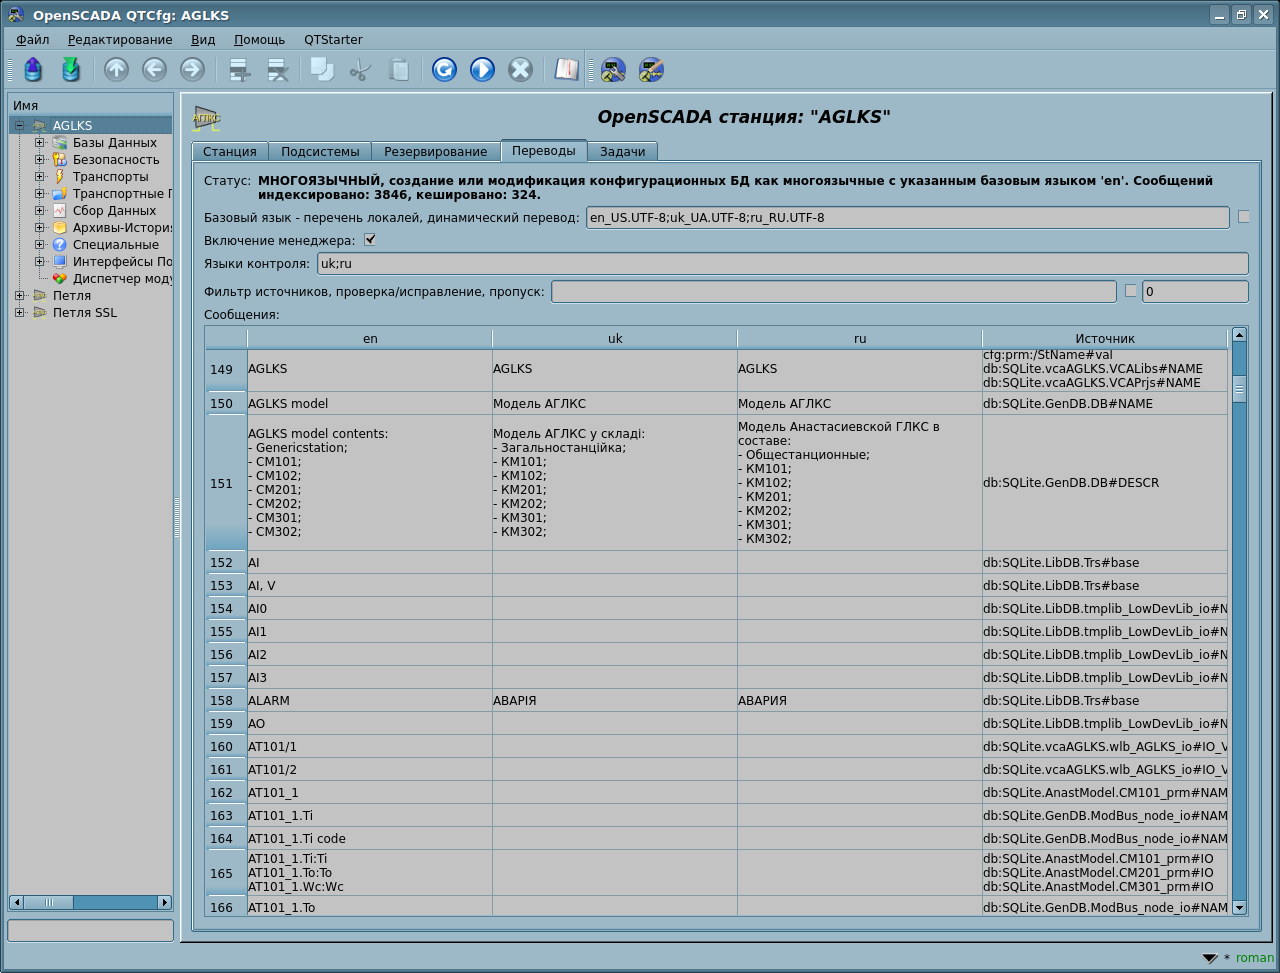 OpenSCADA QTCfg: AGLKS
Файл Редактирование Вид Помощь QTStarter
Имя
AGLKS
Базы Данных
Безопасность
Транспорты
Транспортные П
Сбор Данных
Архивы-История
Специальные
Интерфейсы По
Диспетчер моду
Петля
Петля SSL
АГЛКС
OpenSCADA станция: "AGLKS"
Станция Подсистемы Резервирование Переводы Задачи
Статус: МНОГОЯЗЫЧНЫЙ, создание или модификация конфигурационных БД как многоязычные с указанным базовым языком 'en'. Сообщений
индексировано: 3846, кешировано: 324.
Базовый язык - перечень локалей, динамический перевод: en_US.UTF-8;uk_UA.UTF-8;ru_RU.UTF-8
Включение менеджера:
Языки контроля: uk;ru
Фильтр источников, проверка/исправление, пропуск: 0
Сообщения:
en uk ru Источник
149 AGLKS AGLKS AGLKS cfg:prm:/StName#val
db:SQLite.vcaAGLKS.VCALibs#NAME
db:SQLite.vcaAGLKS.VCAPrjs#NAME
150 AGLKS model Модель АГЛКС Модель АГЛКС db:SQLite.GenDB.DB#NAME
151
AGLKS model contents:
- Genericstation;
- CM101;
- CM102;
- CM201;
- CM202;
- CM301;
- CM302;
Модель АГЛКС у складі:
- Загальностанційка;
- КМ101;
- КМ102;
- КМ201;
- КМ202;
- КМ301;
- КМ302;
Модель Анастасиевской ГЛКС в
составе:
- Общестанционные;
- КМ101;
- КМ102;
- КМ201;
- КМ202;
- КМ301;
- КМ302;
db:SQLite.GenDB.DB#DESCR
152 AI db:SQLite.LibDB.Trs#base
153 AI, V db:SQLite.LibDB.Trs#base
154 AI0 db:SQLite.LibDB.tmplib_LowDevLib_io#N
155 AI1 db:SQLite.LibDB.tmplib_LowDevLib_io#N
156 AI2 db:SQLite.LibDB.tmplib_LowDevLib_io#N
157 AI3 db:SQLite.LibDB.tmplib_LowDevLib_io#N
158 ALARM АВАРІЯ АВАРИЯ db:SQLite.LibDB.Trs#base
159 AO db:SQLite.LibDB.tmplib_LowDevLib_io#N
160 AT101/1 db:SQLite.vcaAGLKS.wlb_AGLKS_io#IO_V
161 AT101/2 db:SQLite.vcaAGLKS.wlb_AGLKS_io#IO_V
162 AT101_1 db:SQLite.AnastModel.CM101_prm#NAM
163 AT101_1.Ti db:SQLite.GenDB.ModBus_node_io#NAM
164 AT101_1.Ti code db:SQLite.GenDB.ModBus_node_io#NAM
165
AT101_1.Ti:Ti
AT101_1.To:To
AT101_1.Wc:Wc
db:SQLite.AnastModel.CM101_prm#IO
db:SQLite.AnastModel.CM201_prm#IO
db:SQLite.AnastModel.CM301_prm#IO
166 AT101_1.To db:SQLite.GenDB.ModBus_node_io#NAM
* roman